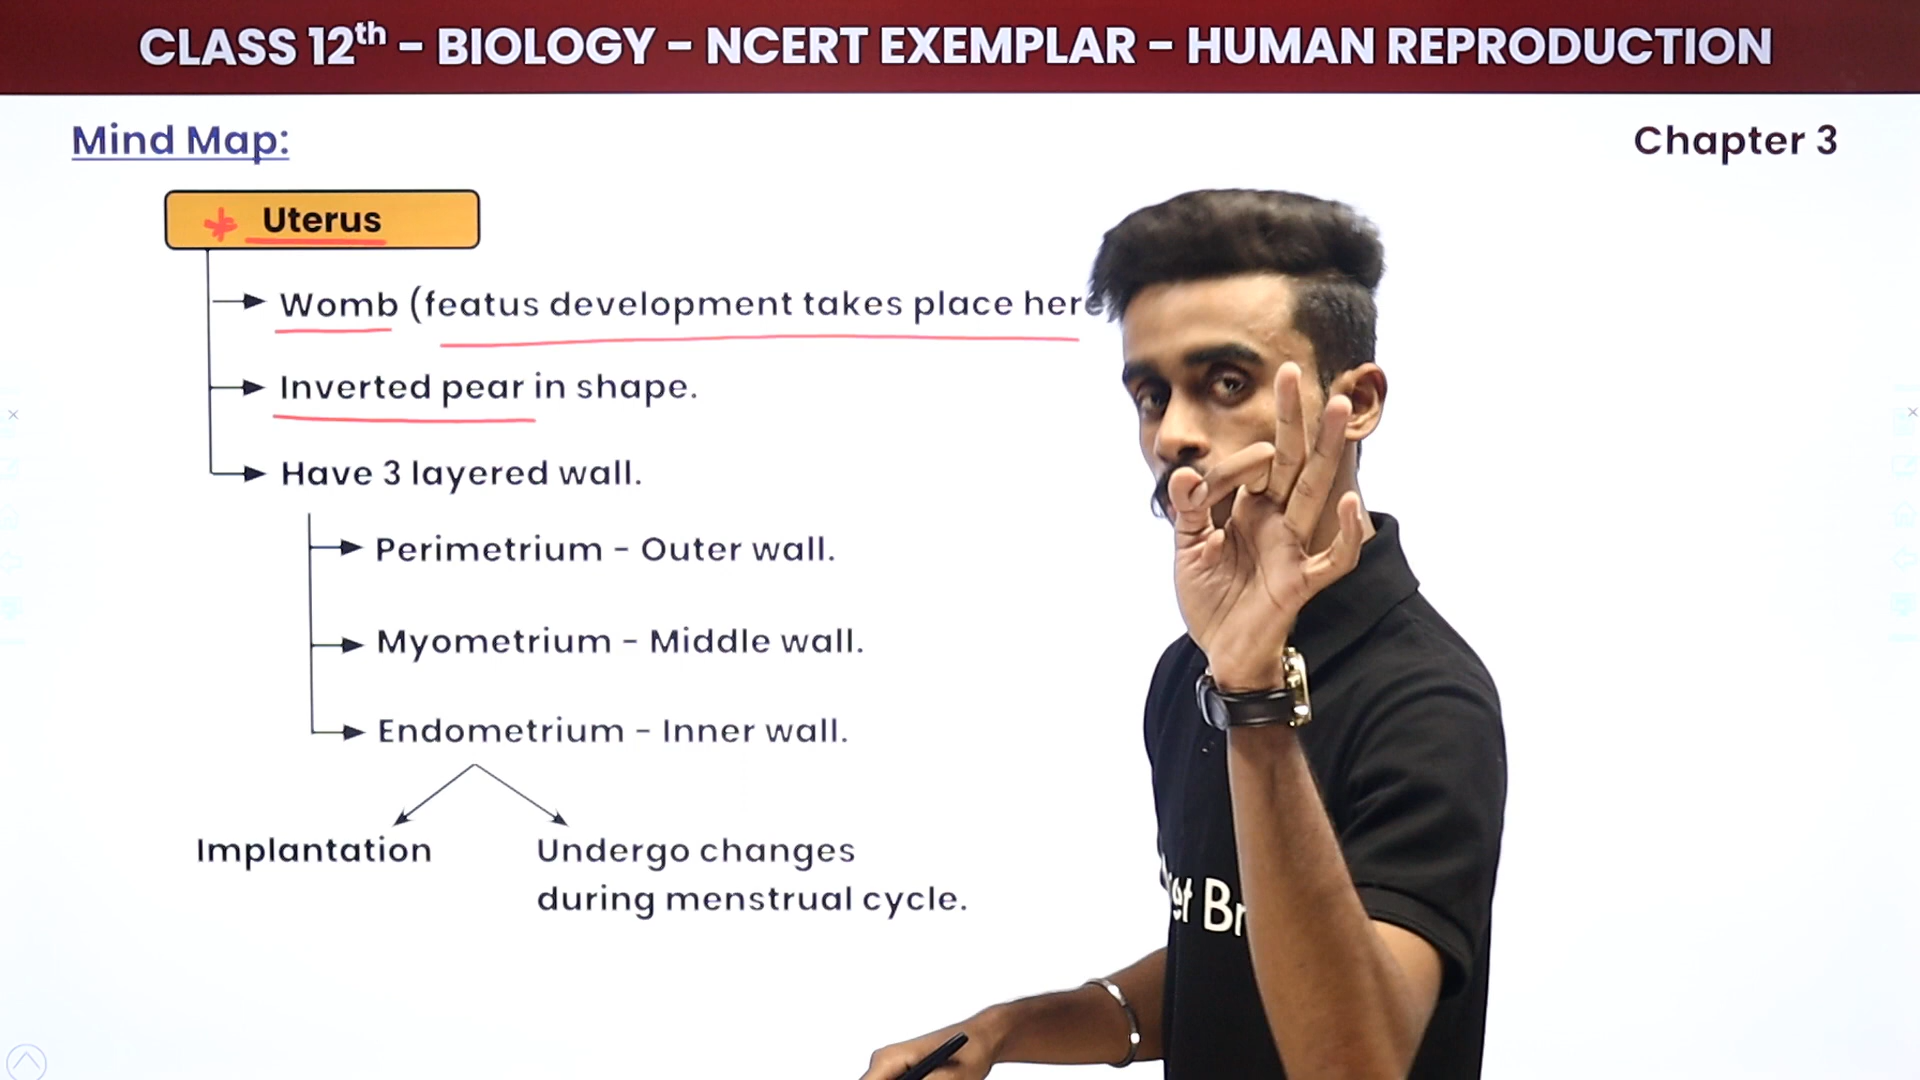 CLASS 12th – BIOLOGY – NCERT EXEMPLAR – HUMAN REPRODUCTION
Mind Map:
Chapter 3
Uterus
Womb (featus development takes place here
Inverted pear in shape.
Have 3 layered wall.
Perimetrium - Outer wall.
Myometrium - Middle wall.
Endometrium - Inner wall.
Implantation
Undergo changes
during menstrual cycle.